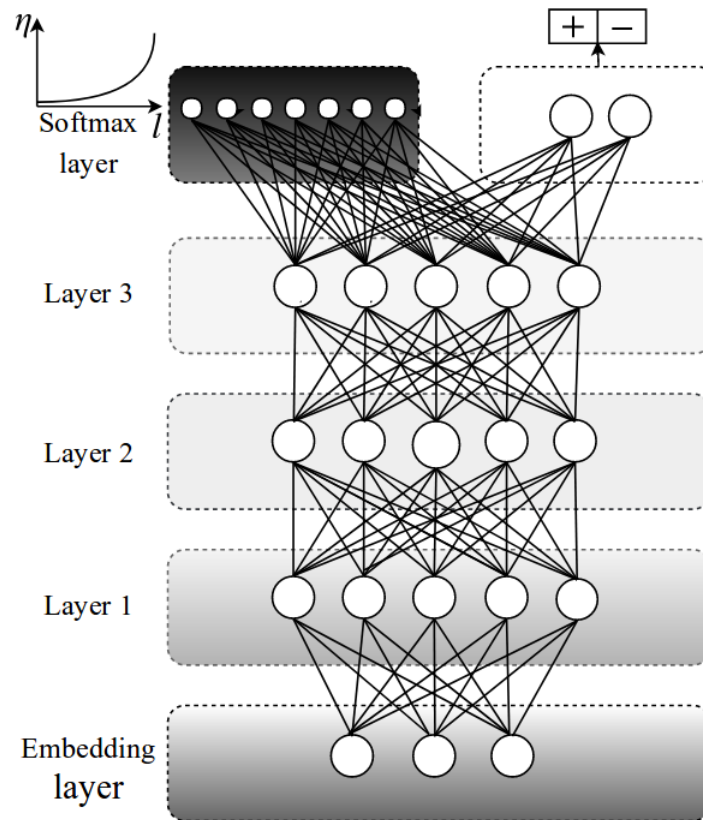 η
+ −
l
Softmax
layer
Layer 3
Layer 2
Layer 1
Embedding
layer